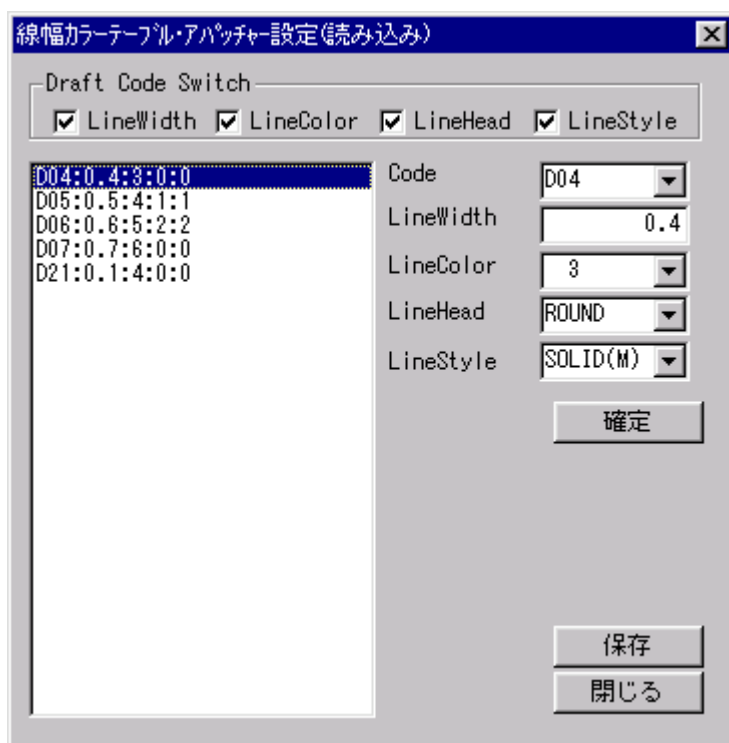 線幅ｶﾗｰﾃｰﾌﾞﾙ･ｱﾊﾟｯﾁｬｰ設定(読み込み)
Draft Code Switch
LineWidth LineColor LineHead LineStyle
D04:0.4:3:0:0
D05:0.5:4:1:1
D06:0.6:5:2:2
D07:0.7:6:0:0
D21:0.1:4:0:0
Code D04
LineWidth 0.4
LineColor 3
LineHead ROUND
LineStyle SOLID(M)
確定
保存
閉じる